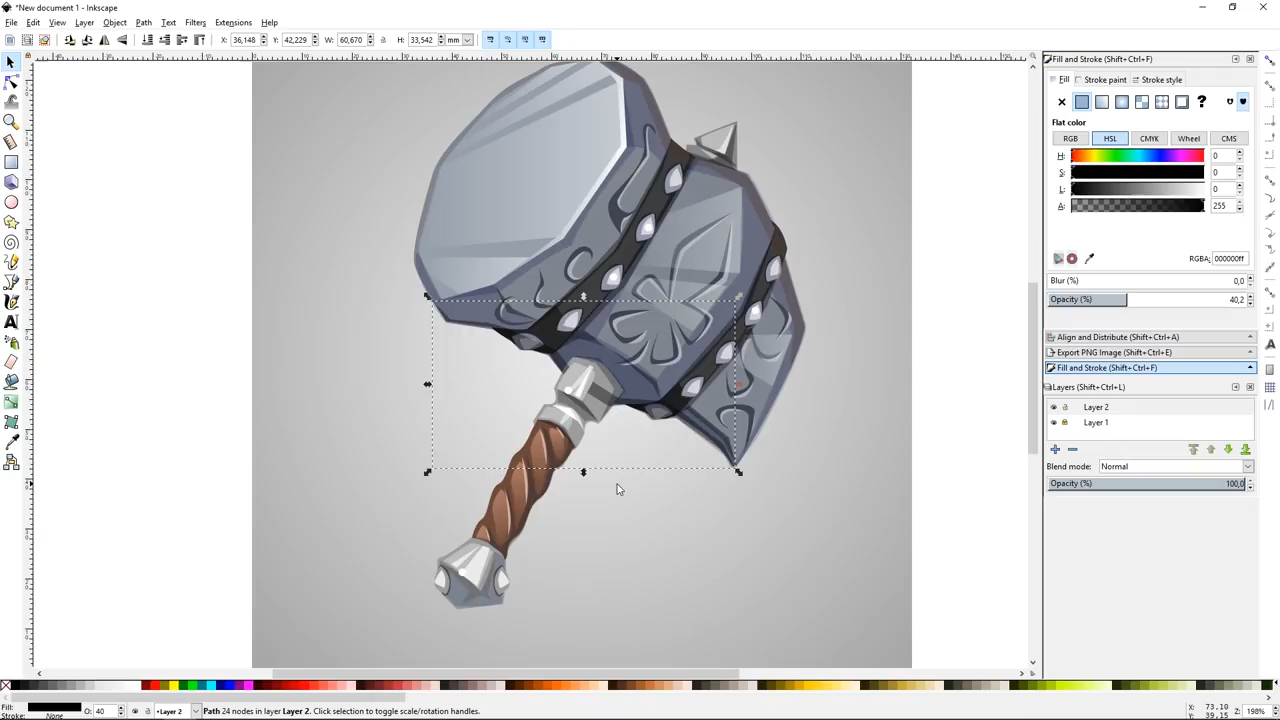 *New document 1 - Inkscape
File Edit View Layer Object Path Text Filters Extensions Help
X: 36,148 Y: 42,229 W: 60,670 H: 33,542 mm
Fill and Stroke (Shift+Ctrl+F)
Fill Stroke paint Stroke style
?
Flat color
RGB HSL CMYK Wheel CMS
H: 0
S: 0
L: 0
A: 255
RGBA: 000000ff
Blur (%) 0,0
Opacity (%) 40,2
Align and Distribute (Shift+Ctrl+A)
Export PNG Image (Shift+Ctrl+E)
Fill and Stroke (Shift+Ctrl+F)
Layers (Shift+Ctrl+L)
Layer 2
Layer 1
Blend mode: Normal
Opacity (%) 100,0
Fill:
Stroke: None
O: 40
Layer 2
Path 24 nodes in layer Layer 2. Click selection to toggle scale/rotation handles.
X: 73.10
Y: 39.15
Z: 198%